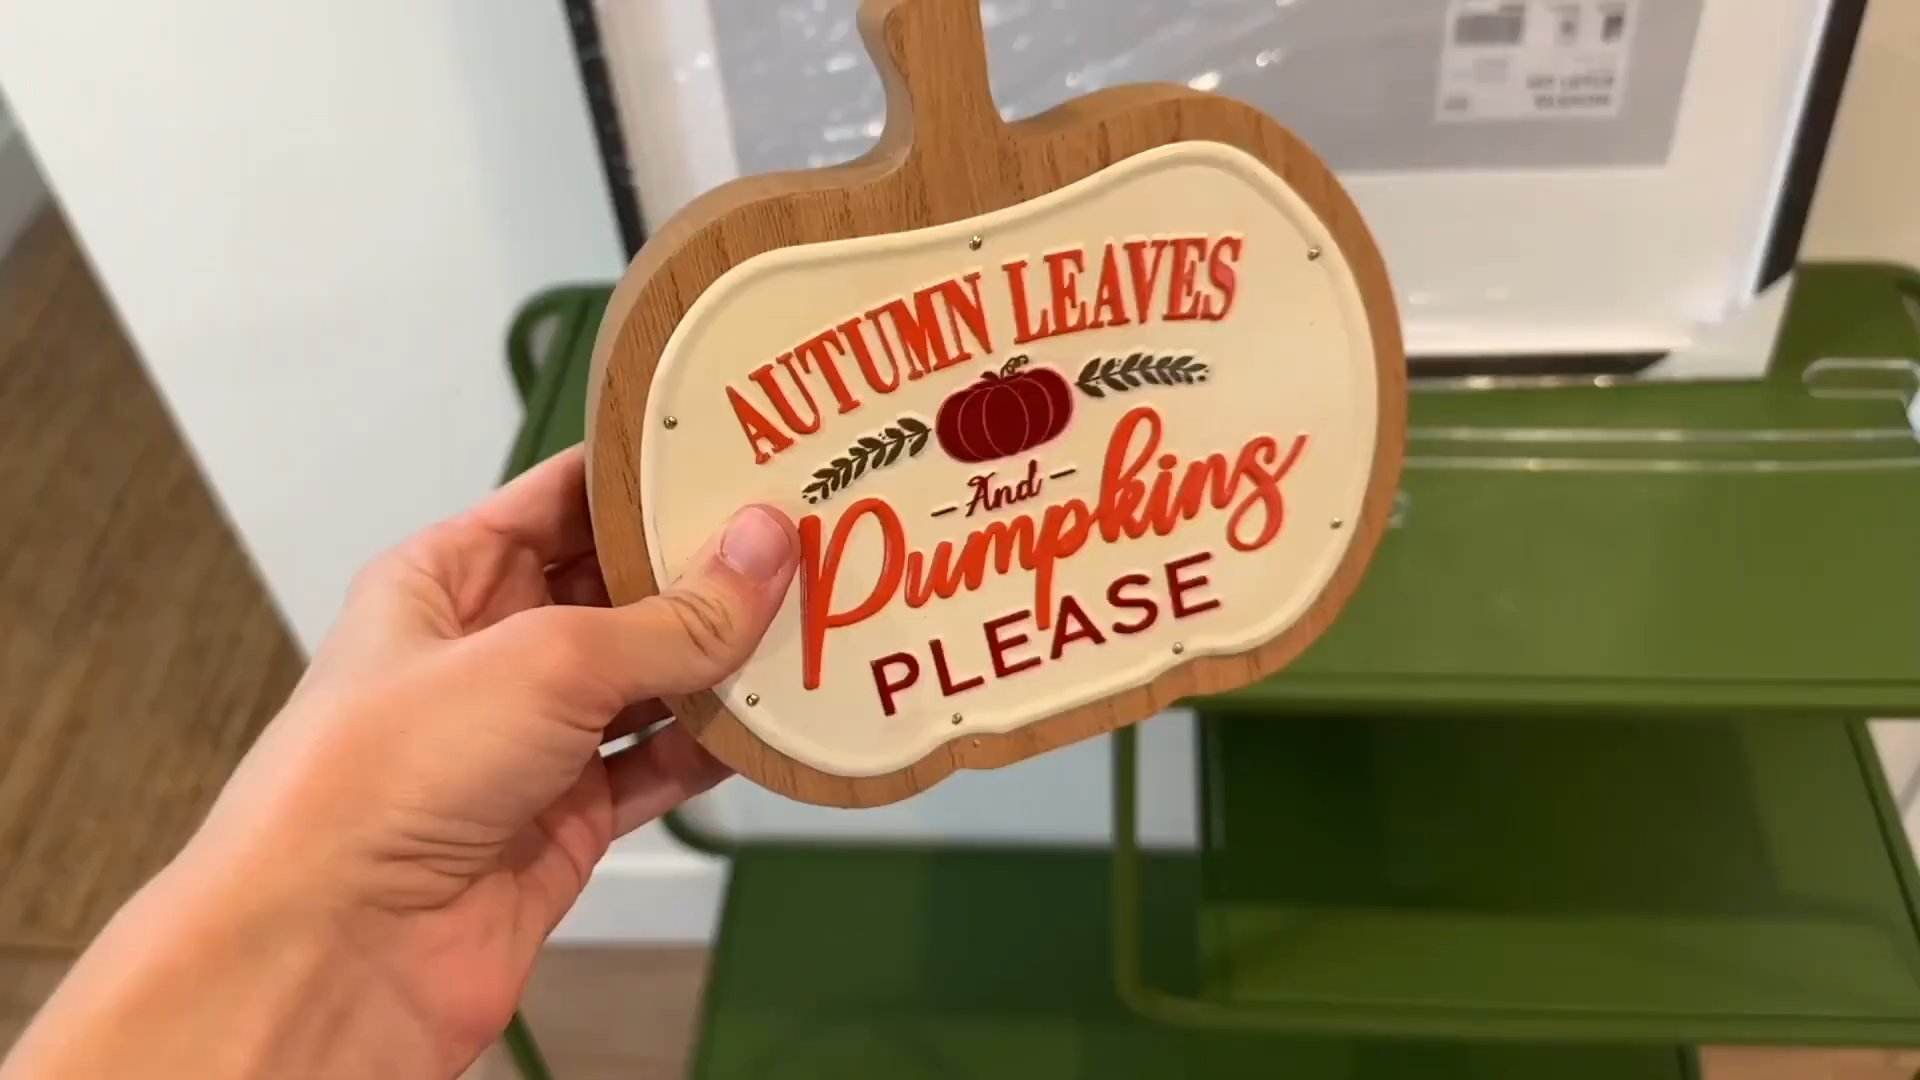 AUTUMN LEAVES
- And -
Pumpkins
PLEASE